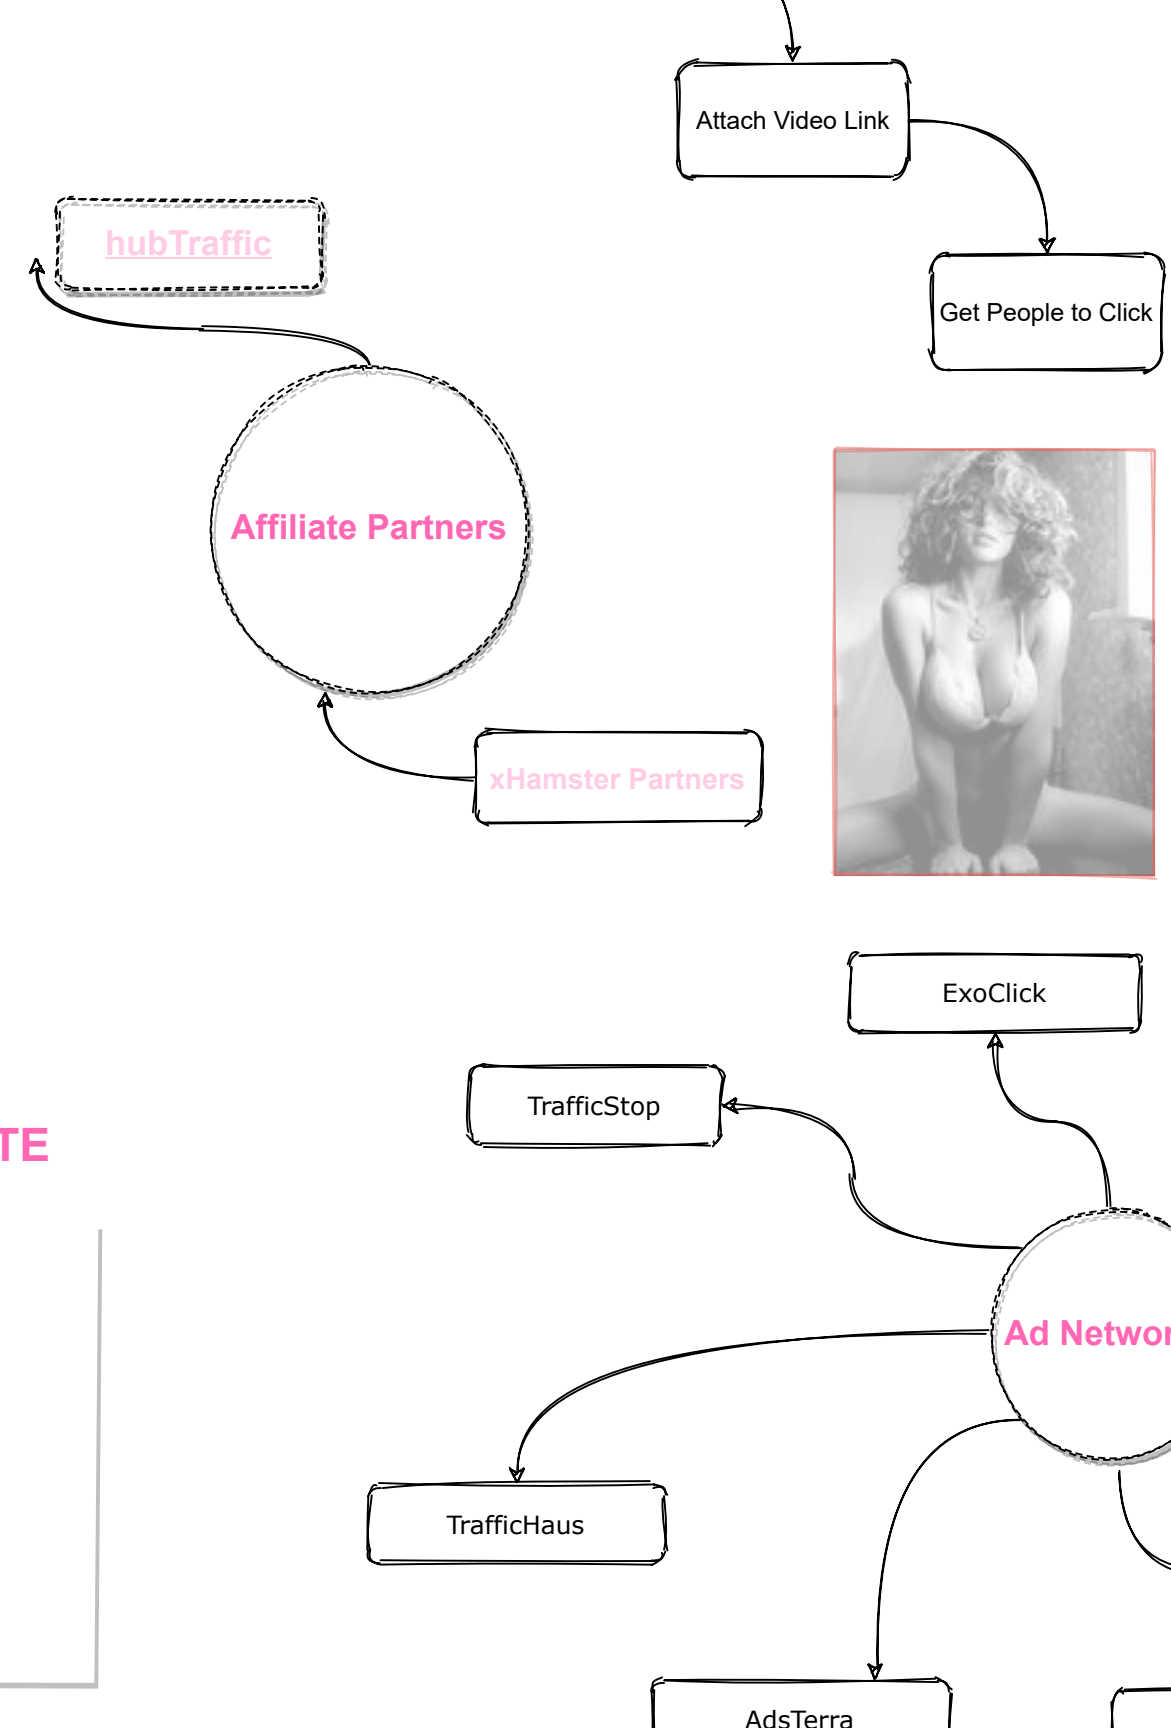 Attach Video Link
hubTraffic
Get People to Click
Affiliate Partners
xHamster Partners
ExoClick
TrafficStop
TE
Ad Networ
TrafficHaus
AdsTerra